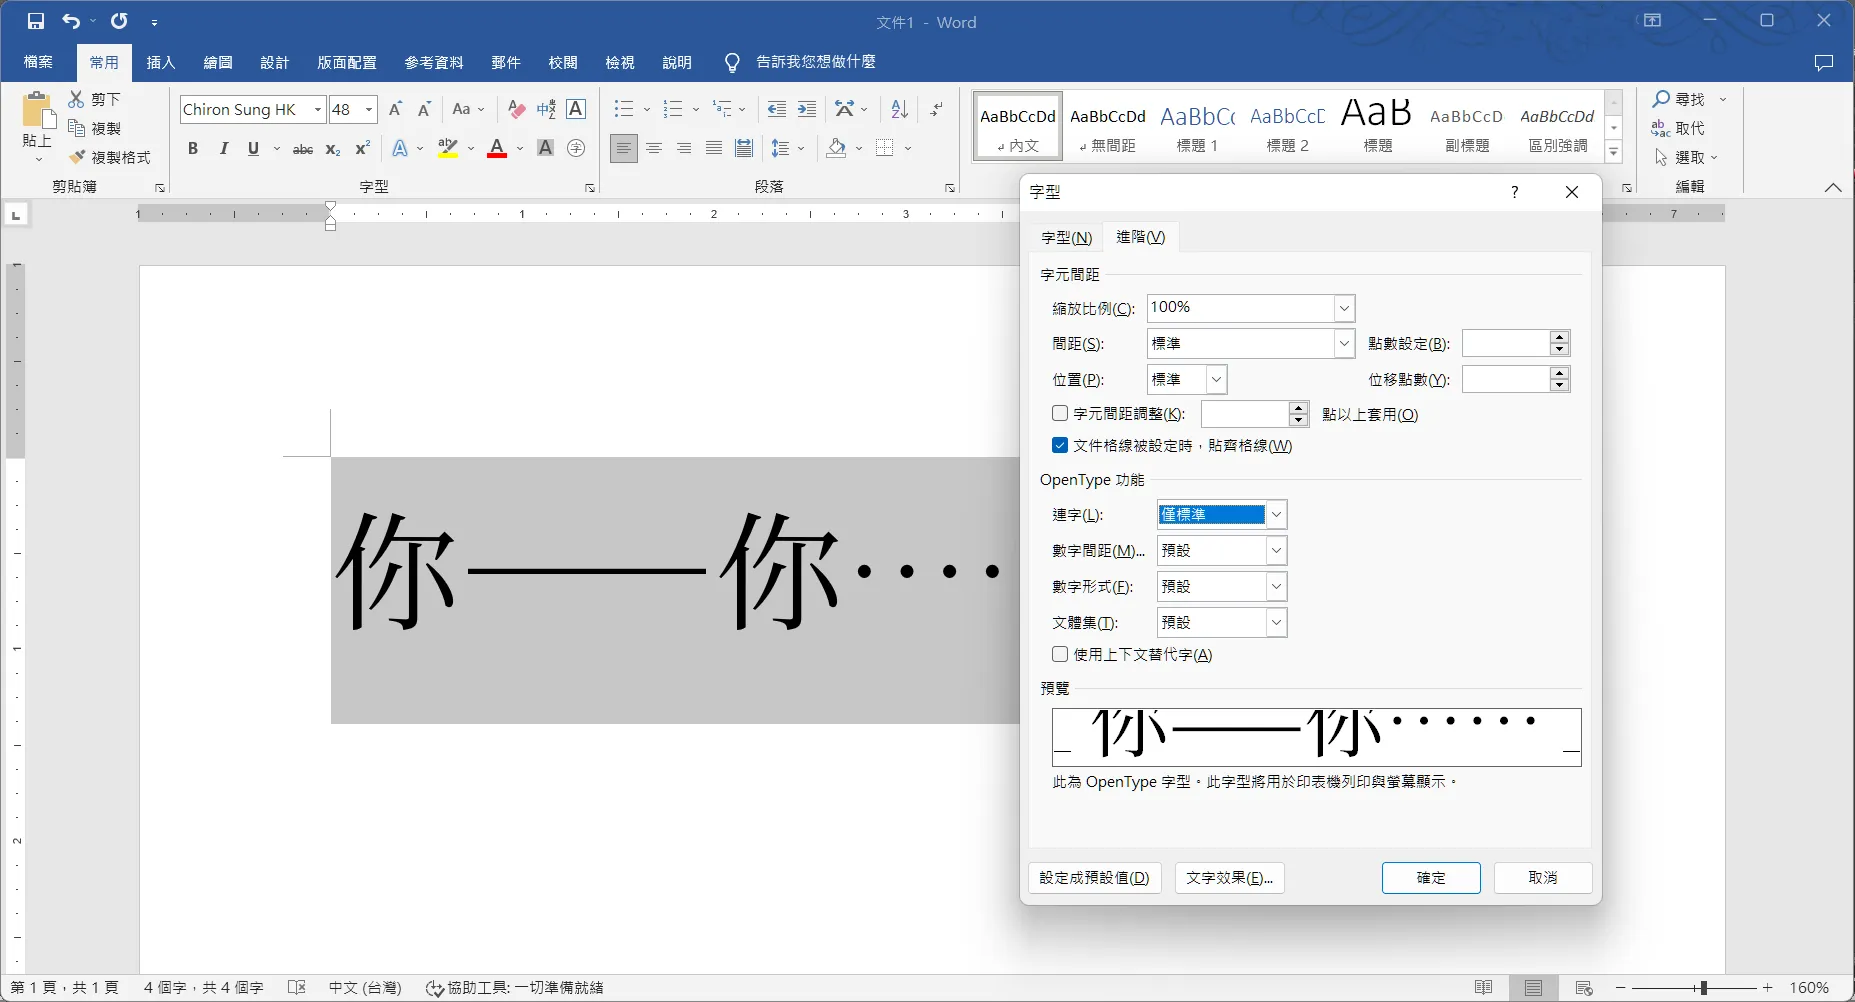 文件1 - Word
檔案 常用 插入 繪圖 設計 版面配置 參考資料 郵件 校閱 檢視 說明 告訴我您想做什麼
貼上
剪下
複製
複製格式
剪貼簿
Chiron Sung HK 48 Aa
B I U abc x₂ x² A A A 字
字型
段落
AaBbCcDd AaBbCcDd AaBbC AaBbCcD AaB AaBbCcD AaBbCcDd
↲內文 ↲無間距 標題 1 標題 2 標題 副標題 區別強調
尋找
取代
選取
編輯
1 1 2 3 7
1 1 2
你——你‧‧‧‧
字型 ?
字型(N) 進階(V)
字元間距
縮放比例(C): 100%
間距(S): 標準 點數設定(B):
位置(P): 標準 位移點數(Y):
字元間距調整(K): 點以上套用(O)
文件格線被設定時，貼齊格線(W)
OpenType 功能
連字(L): 僅標準
數字間距(M)... 預設
數字形式(F): 預設
文體集(T): 預設
使用上下文替代字(A)
預覽
你——你‧‧‧‧‧‧
此為 OpenType 字型。此字型將用於印表機列印與螢幕顯示。
設定成預設值(D) 文字效果(E)... 確定 取消
第 1 頁，共 1 頁 4 個字，共 4 個字 中文 (台灣) 協助工具: 一切準備就緒 160%